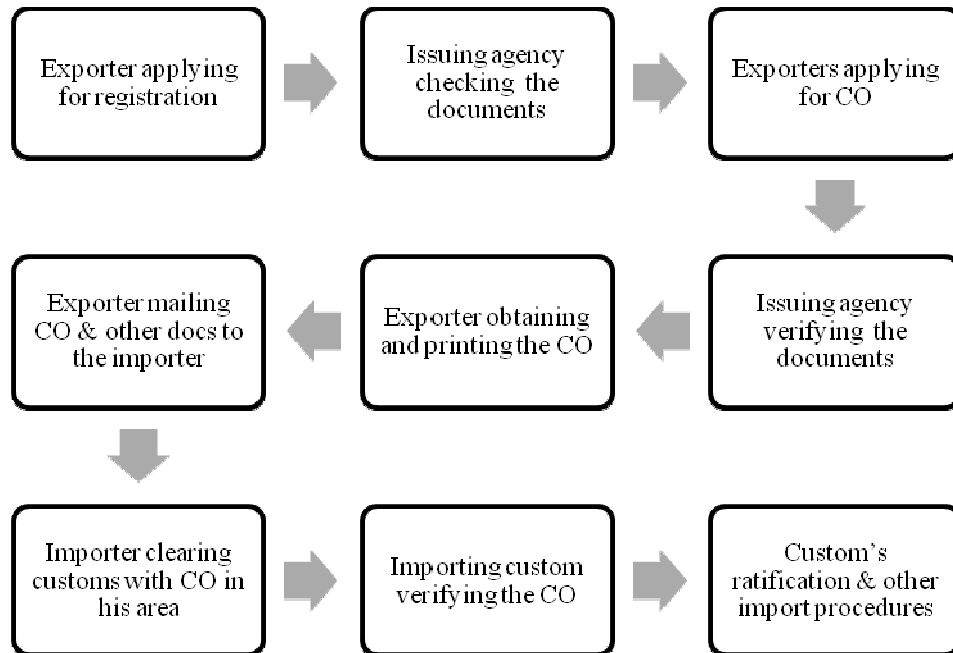 Exporter applying
for registration
Issuing agency
checking the
documents
Exporters applying
for CO
Issuing agency
verifying the
documents
Exporter obtaining
and printing the CO
Exporter mailing
CO & other docs to
the importer
Importer clearing
customs with CO in
his area
Importing custom
verifying the CO
Custom's
ratification & other
import procedures